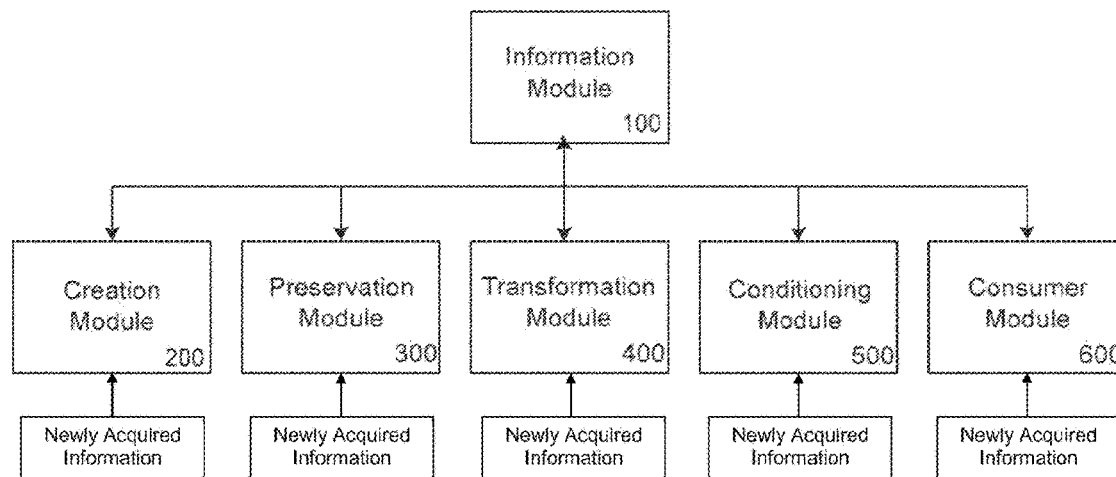 Information
Module
100
Creation
Module
200
Preservation
Module
300
Transformation
Module
400
Conditioning
Module
500
Consumer
Module
600
Newly Acquired
Information
Newly Acquired
Information
Newly Acquired
Information
Newly Acquired
Information
Newly Acquired
Information